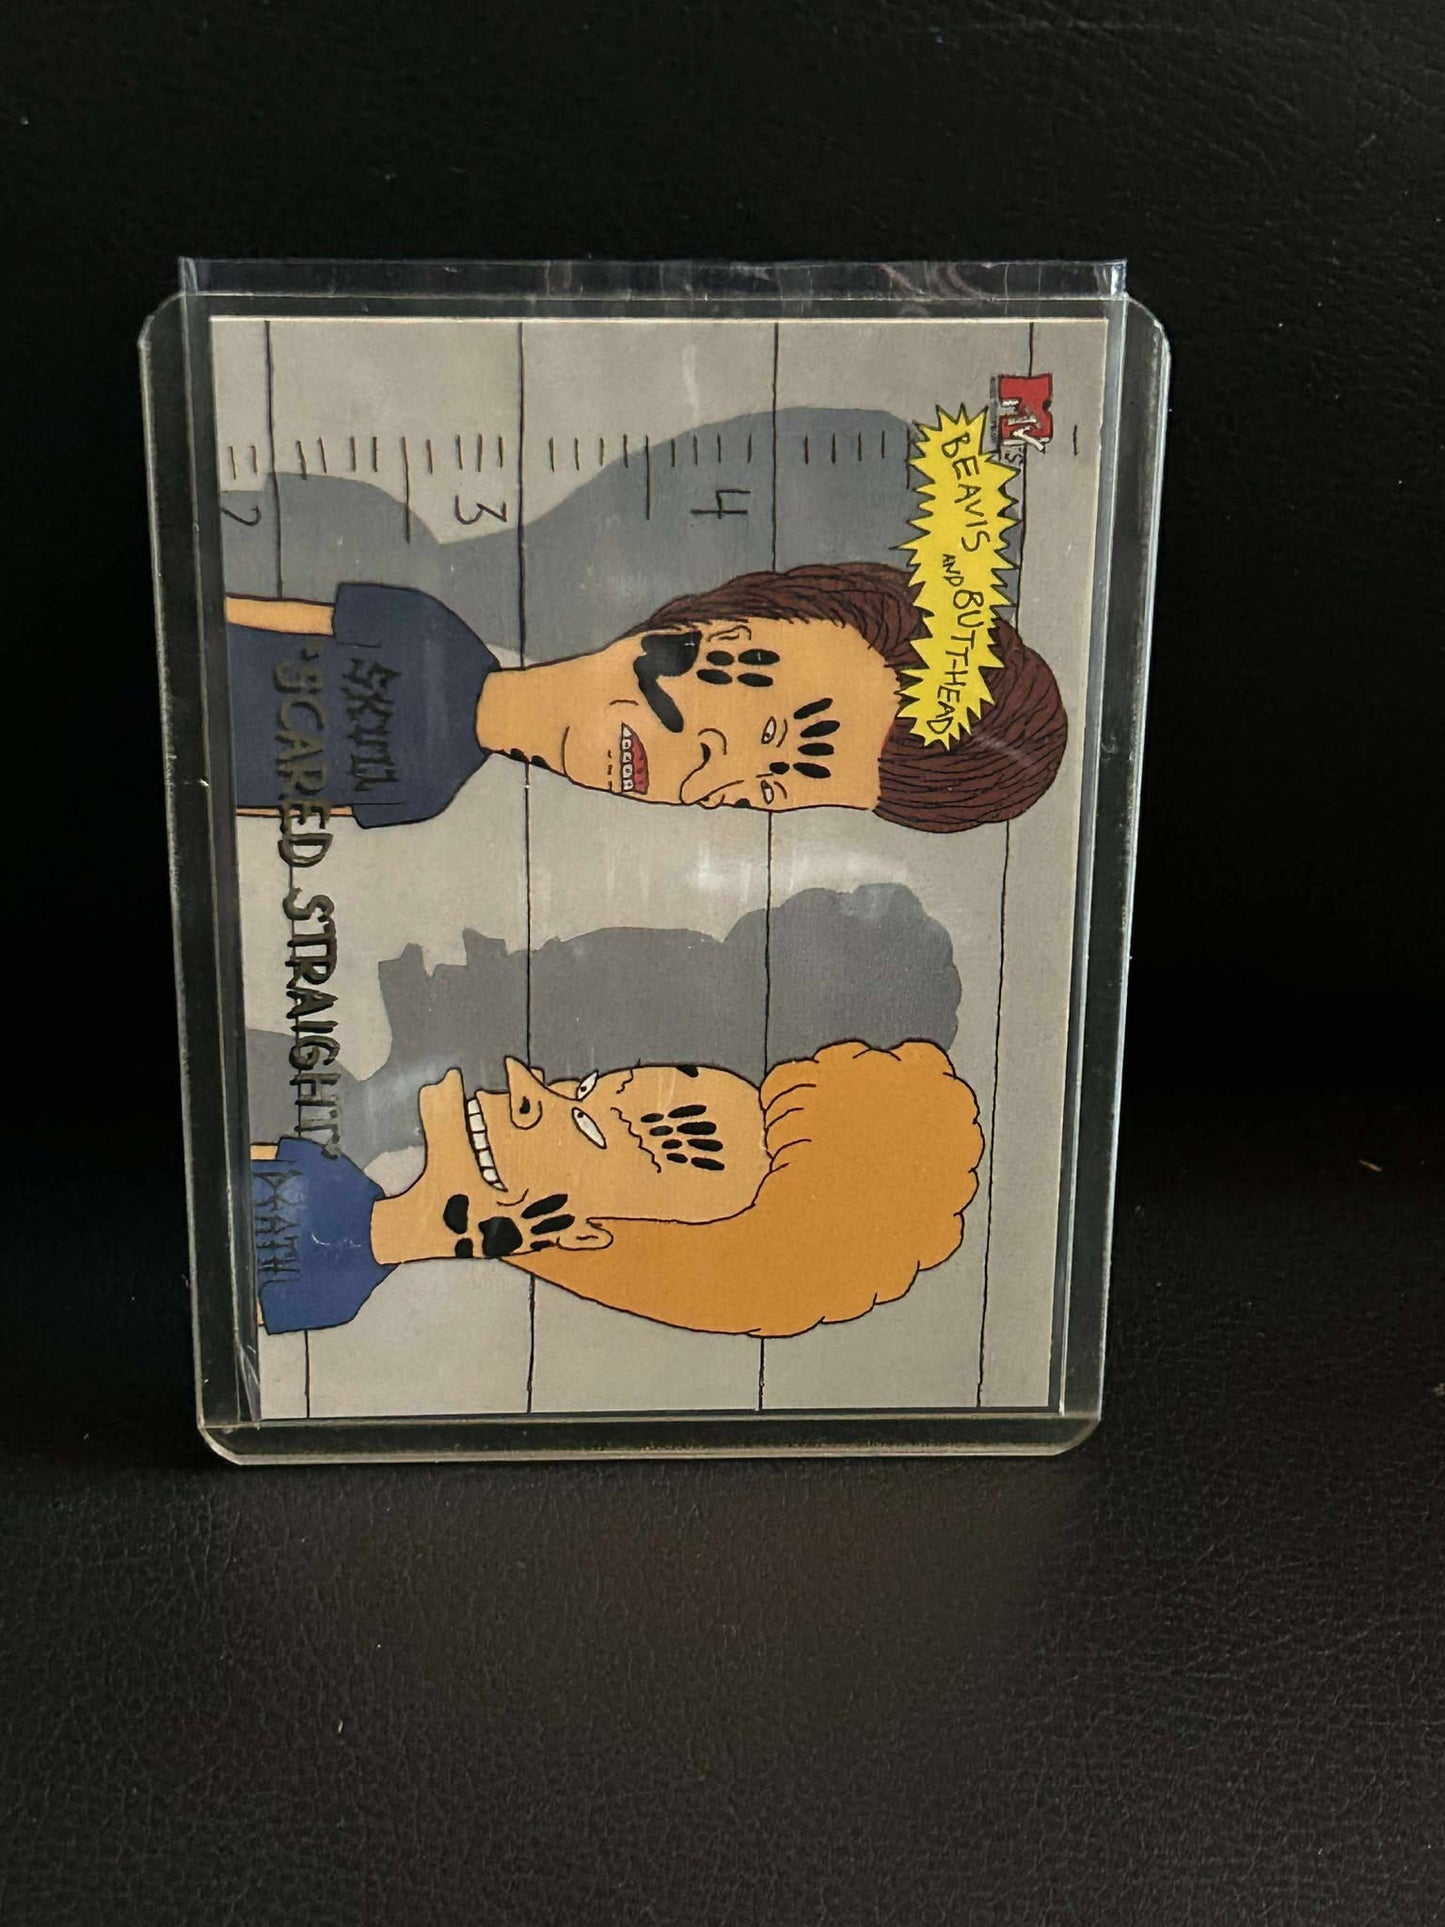 MTV's
BEAVIS AND BUTT-HEAD
4
3
2
SKULL
DEATH
"SCARED STRAIGHT"